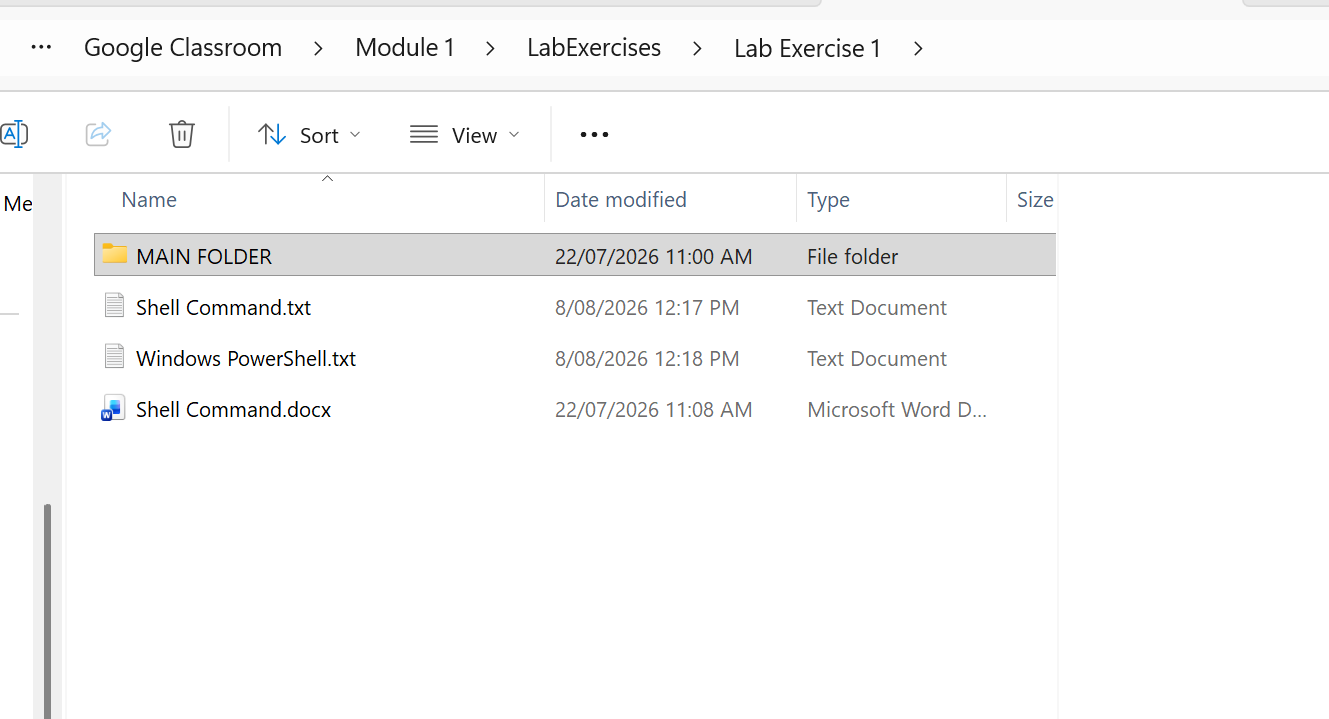 Google Classroom > Module 1 > LabExercises > Lab Exercise 1 >
Sort View
Me
Name Date modified Type Size
MAIN FOLDER 22/07/2026 11:00 AM File folder
Shell Command.txt 8/08/2026 12:17 PM Text Document
Windows PowerShell.txt 8/08/2026 12:18 PM Text Document
Shell Command.docx 22/07/2026 11:08 AM Microsoft Word D...